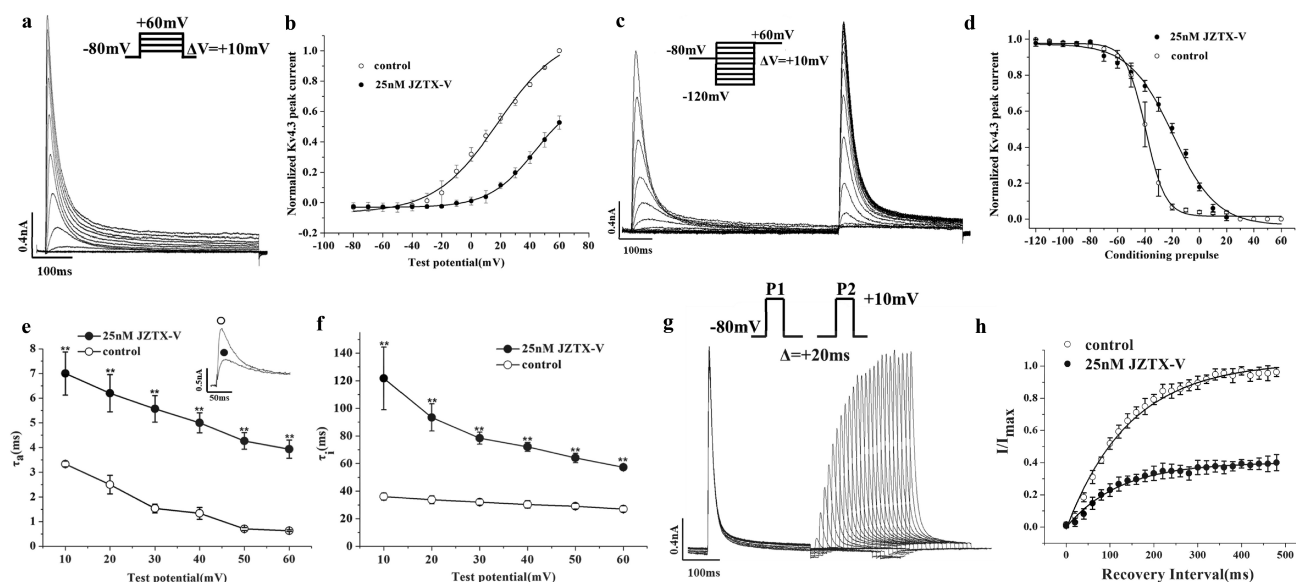 a
+60mV
-80mV
ΔV=+10mV
0.4nA
100ms
b
Normalized Kv4.3 peak current
1.0
0.8
0.6
0.4
0.2
0.0
-0.2
control
25nM JZTX-V
-80 -60 -40 -20 0 20 40 60 80
Test potential(mV)
c
+60mV
-80mV
ΔV=+10mV
-120mV
0.4nA
100ms
d
Normalized Kv4.3 peak current
1.0
0.8
0.6
0.4
0.2
0.0
25nM JZTX-V
control
-120 -100 -80 -60 -40 -20 0 20 40 60
Conditioning prepulse
e
25nM JZTX-V
control
0.5nA
50ms
τa(ms)
8
7
6
5
4
3
2
1
0
** ** ** ** ** **
10 20 30 40 50 60
Test potential(mV)
f
25nM JZTX-V
control
τi(ms)
140
120
100
80
60
40
20
0
** ** ** ** ** **
10 20 30 40 50 60
Test potential(mV)
g
P1 P2
+10mV
-80mV
Δ=+20ms
0.4nA
100ms
h
control
25nM JZTX-V
I/Imax
1.0
0.8
0.6
0.4
0.2
0.0
0 100 200 300 400 500
Recovery Interval(ms)